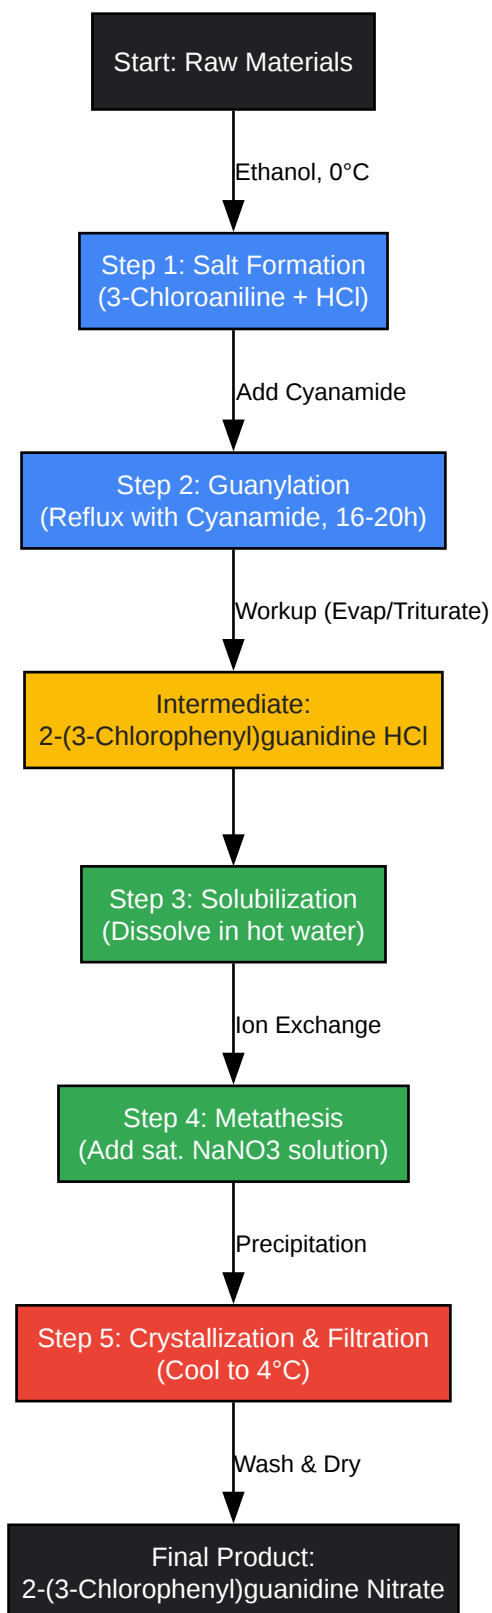 Start: Raw Materials
Ethanol, 0°C
Step 1: Salt Formation
(3-Chloroaniline + HCl)
Add Cyanamide
Step 2: Guanylation
(Reflux with Cyanamide, 16-20h)
Workup (Evap/Triturate)
Intermediate:
2-(3-Chlorophenyl)guanidine HCl
Step 3: Solubilization
(Dissolve in hot water)
Ion Exchange
Step 4: Metathesis
(Add sat. NaNO3 solution)
Precipitation
Step 5: Crystallization & Filtration
(Cool to 4°C)
Wash & Dry
Final Product:
2-(3-Chlorophenyl)guanidine Nitrate